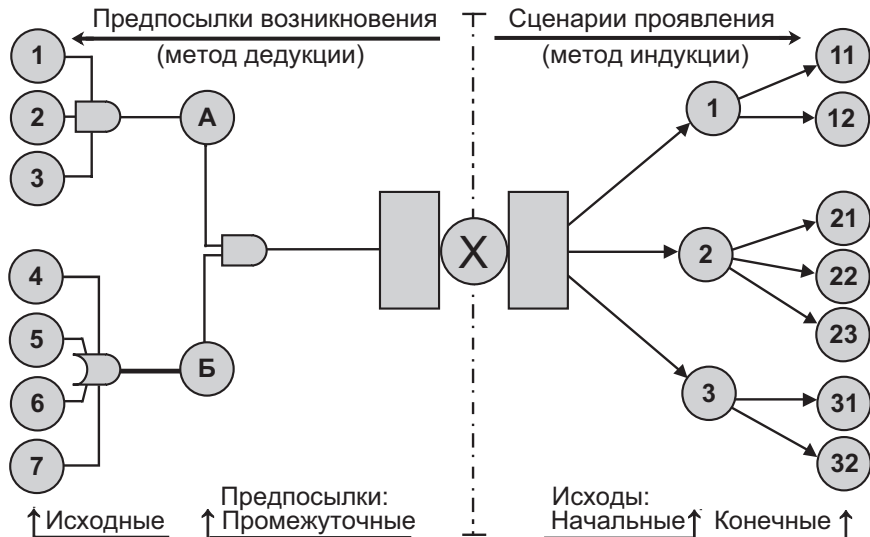 Предпосылки возникновения
(метод дедукции)
Сценарии проявления
(метод индукции)
1
2
3
4
5
6
7
А
Б
X
1
2
3
11
12
21
22
23
31
32
Исходные
Предпосылки:
Промежуточные
Исходы:
Начальные
Конечные